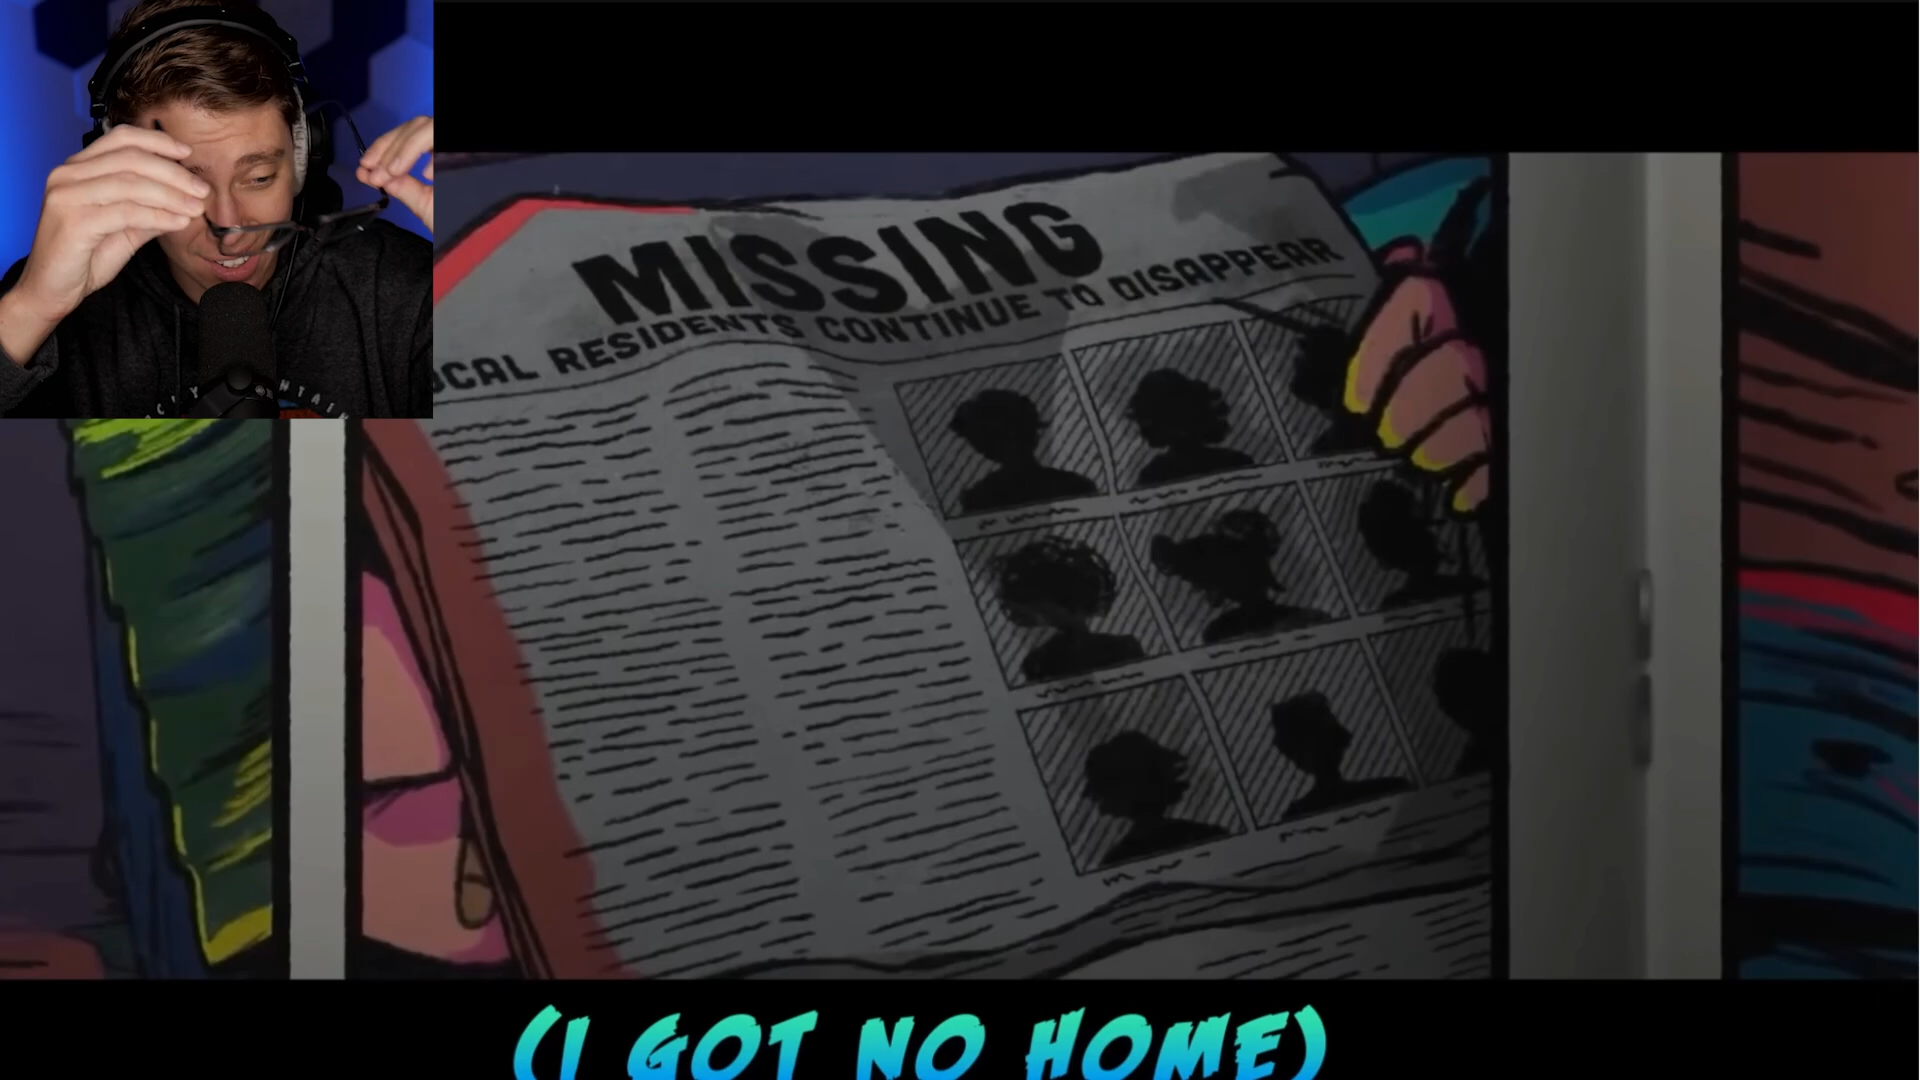 MISSING
OCAL RESIDENTS CONTINUE TO DISAPPEAR
(I GOT NO HOME)